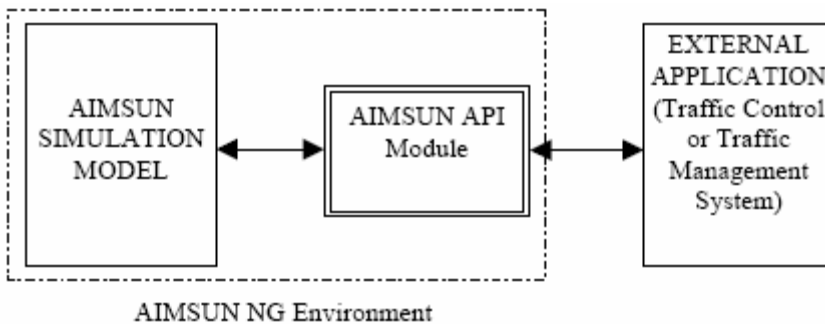 AIMSUN
SIMULATION
MODEL
AIMSUN API
Module
EXTERNAL
APPLICATION
(Traffic Control
or Traffic
Management
System)
AIMSUN NG Environment